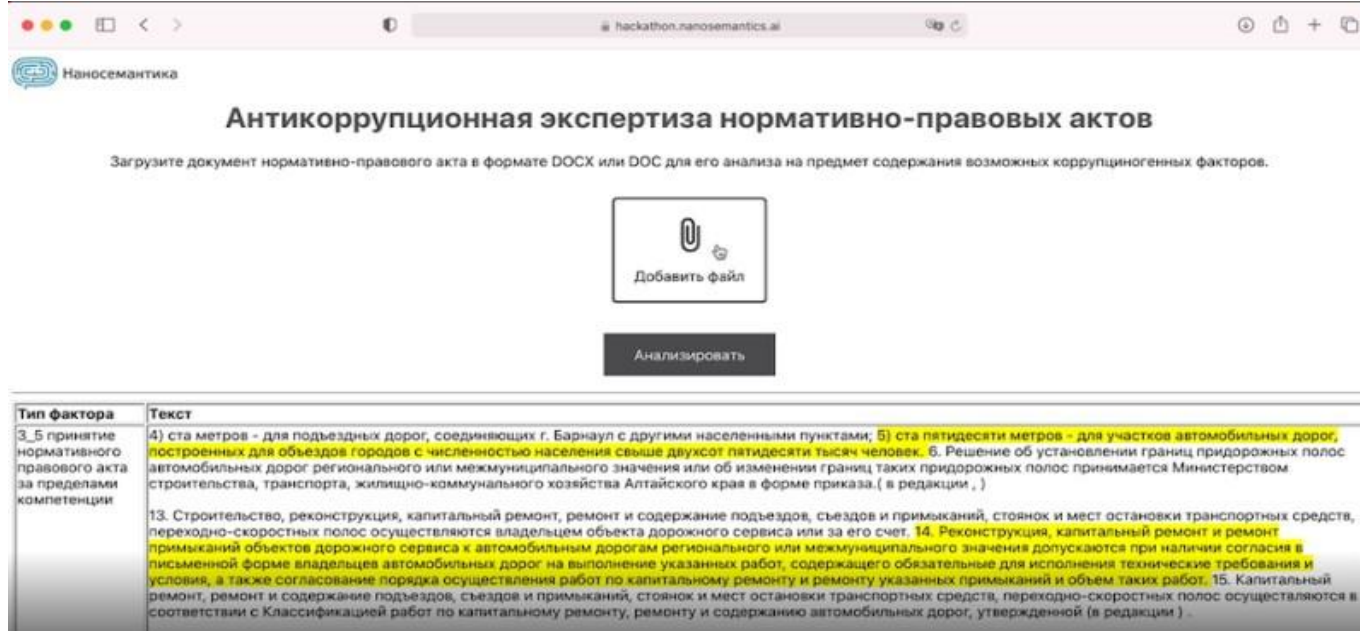 hackathon.nanosemantics.ai
Наносемантика
Антикоррупционная экспертиза нормативно-правовых актов
Загрузите документ нормативно-правового акта в формате DOCX или DOC для его анализа на предмет содержания возможных коррупциногенных факторов.
Добавить файл
Анализировать
Тип фактора
Текст
3_5 принятие
нормативного
правового акта
за пределами
компетенции
4) ста метров - для подъездных дорог, соединяющих г. Барнаул с другими населенными пунктами; 5) ста пятидесяти метров - для участков автомобильных дорог,
построенных для объездов городов с численностью населения свыше двухсот пятидесяти тысяч человек. 6. Решение об установлении границ придорожных полос
автомобильных дорог регионального или межмуниципального значения или об изменении границ таких придорожных полос принимается Министерством
строительства, транспорта, жилищно-коммунального хозяйства Алтайского края в форме приказа.( в редакции , )
13. Строительство, реконструкция, капитальный ремонт, ремонт и содержание подъездов, съездов и примыканий, стоянок и мест остановки транспортных средств,
переходно-скоростных полос осуществляются владельцем объекта дорожного сервиса или за его счет. 14. Реконструкция, капитальный ремонт и ремонт
примыканий объектов дорожного сервиса к автомобильным дорогам регионального или межмуниципального значения допускаются при наличии согласия в
письменной форме владельцев автомобильных дорог на выполнение указанных работ, содержащего обязательные для исполнения технические требования и
условия, а также согласование порядка осуществления работ по капитальному ремонту и ремонту указанных примыканий и объем таких работ. 15. Капитальный
ремонт, ремонт и содержание подъездов, съездов и примыканий, стоянок и мест остановки транспортных средств, переходно-скоростных полос осуществляются в
соответствии с Классификацией работ по капитальному ремонту, ремонту и содержанию автомобильных дорог, утвержденной (в редакции ) .